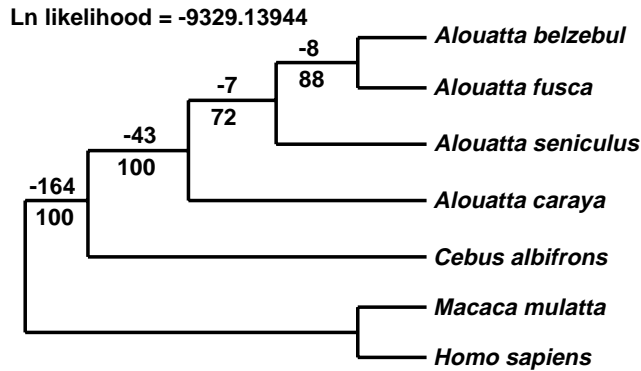 Ln likelihood = -9329.13944
-8
88
-7
72
-43
100
-164
100
Alouatta belzebul
Alouatta fusca
Alouatta seniculus
Alouatta caraya
Cebus albifrons
Macaca mulatta
Homo sapiens